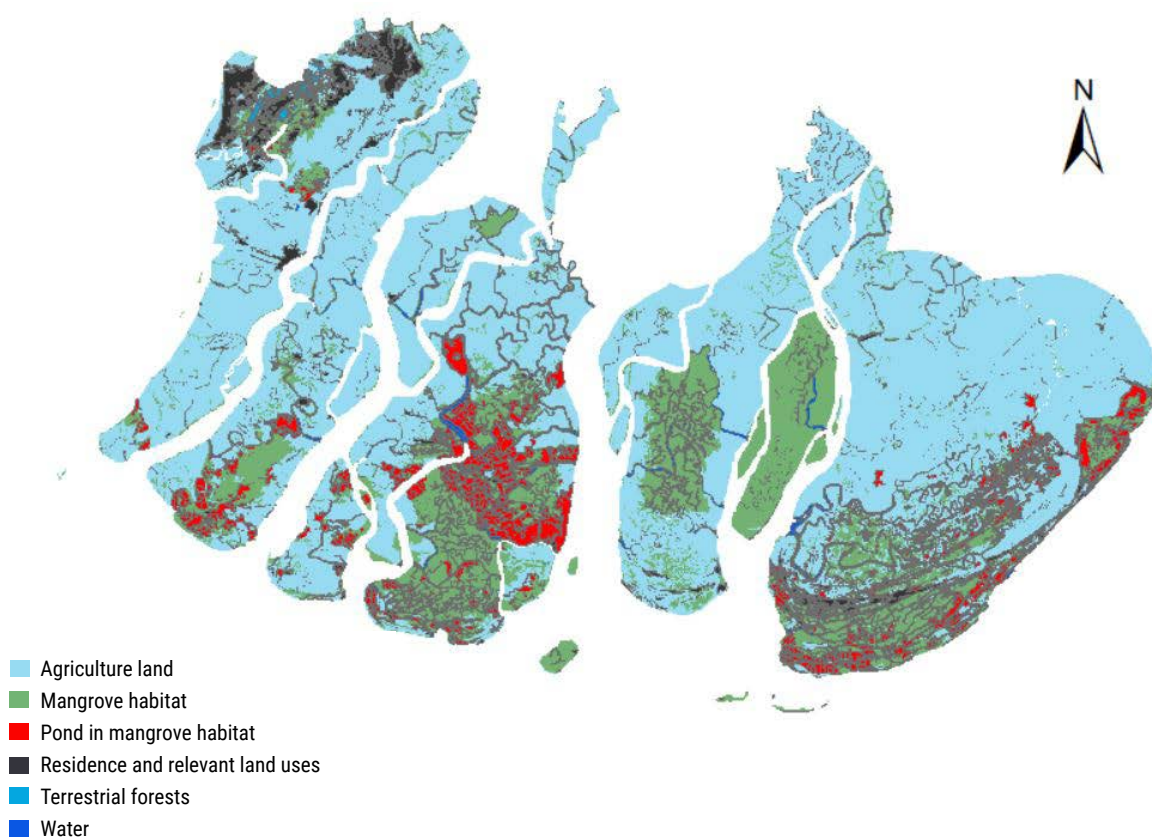 N
Agriculture land
Mangrove habitat
Pond in mangrove habitat
Residence and relevant land uses
Terrestrial forests
Water